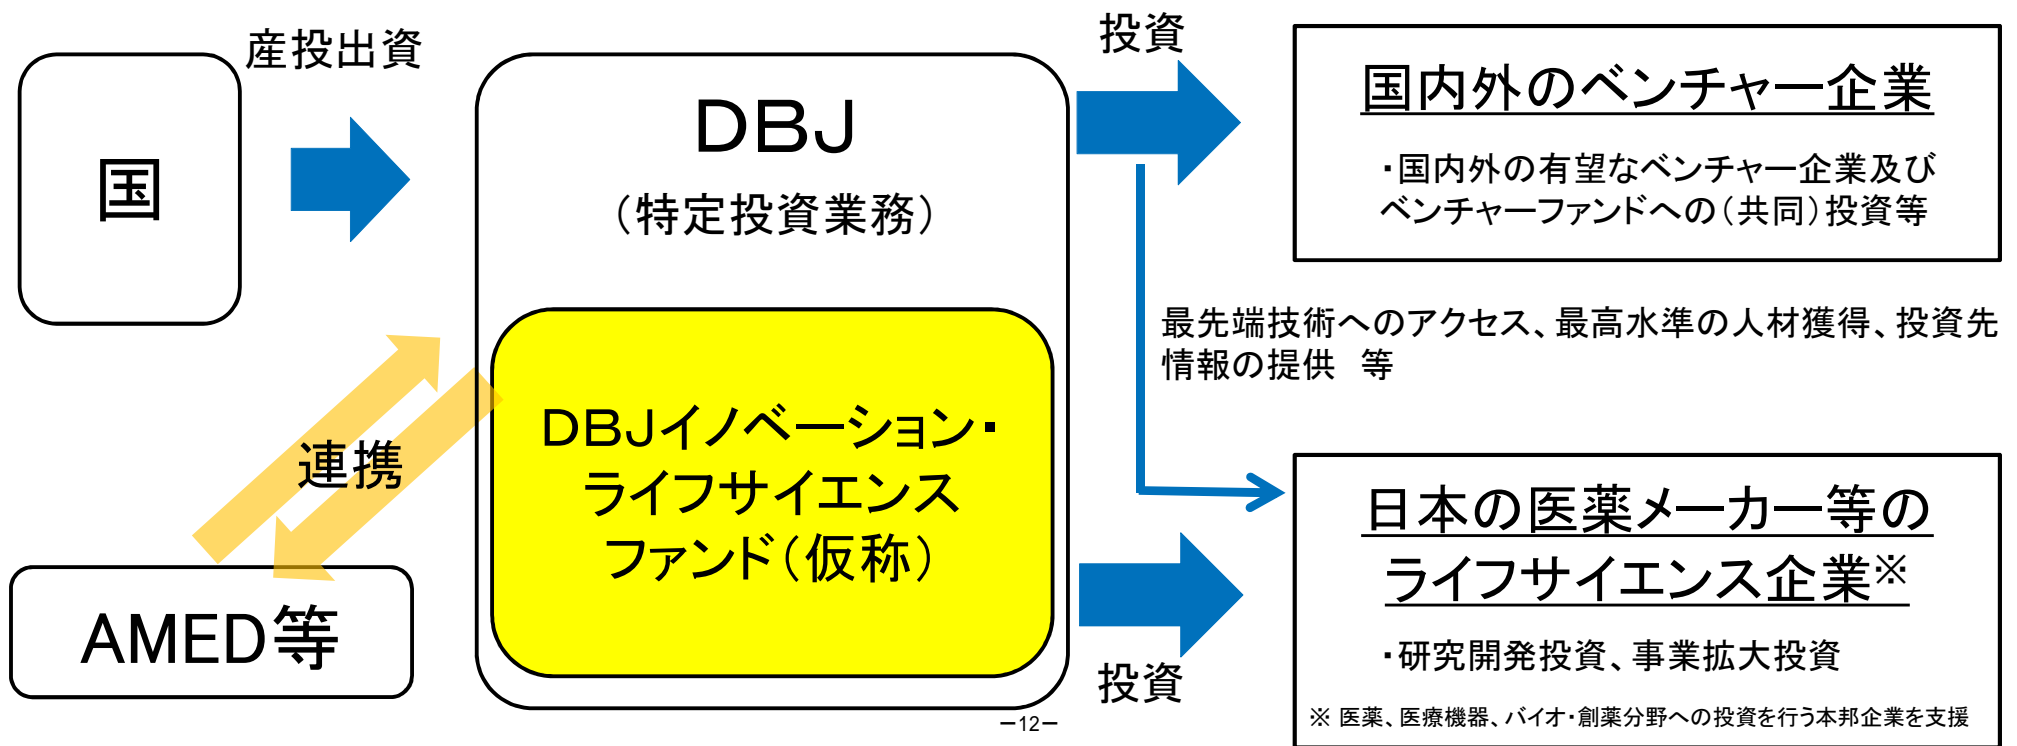 国
産投出資
DBJ
(特定投資業務)
DBJイノベーション・
ライフサイエンス
ファンド(仮称)
連携
AMED等
投資
国内外のベンチャー企業
・国内外の有望なベンチャー企業及び
ベンチャーファンドへの(共同)投資等
最先端技術へのアクセス、最高水準の人材獲得、投資先
情報の提供 等
投資
日本の医薬メーカー等の
ライフサイエンス企業※
・研究開発投資、事業拡大投資
※ 医薬、医療機器、バイオ・創薬分野への投資を行う本邦企業を支援
－12－